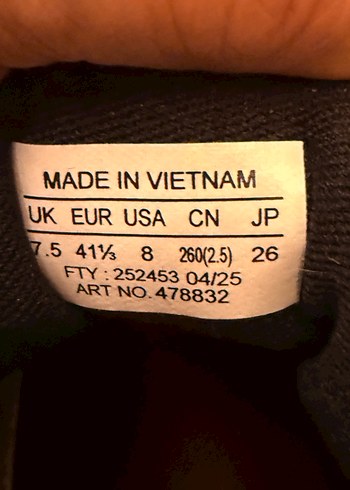 MADE IN VIETNAM
UK EUR USA CN JP
7.5 41⅓ 8 260(2.5) 26
FTY : 252453 04/25
ART NO. 478832